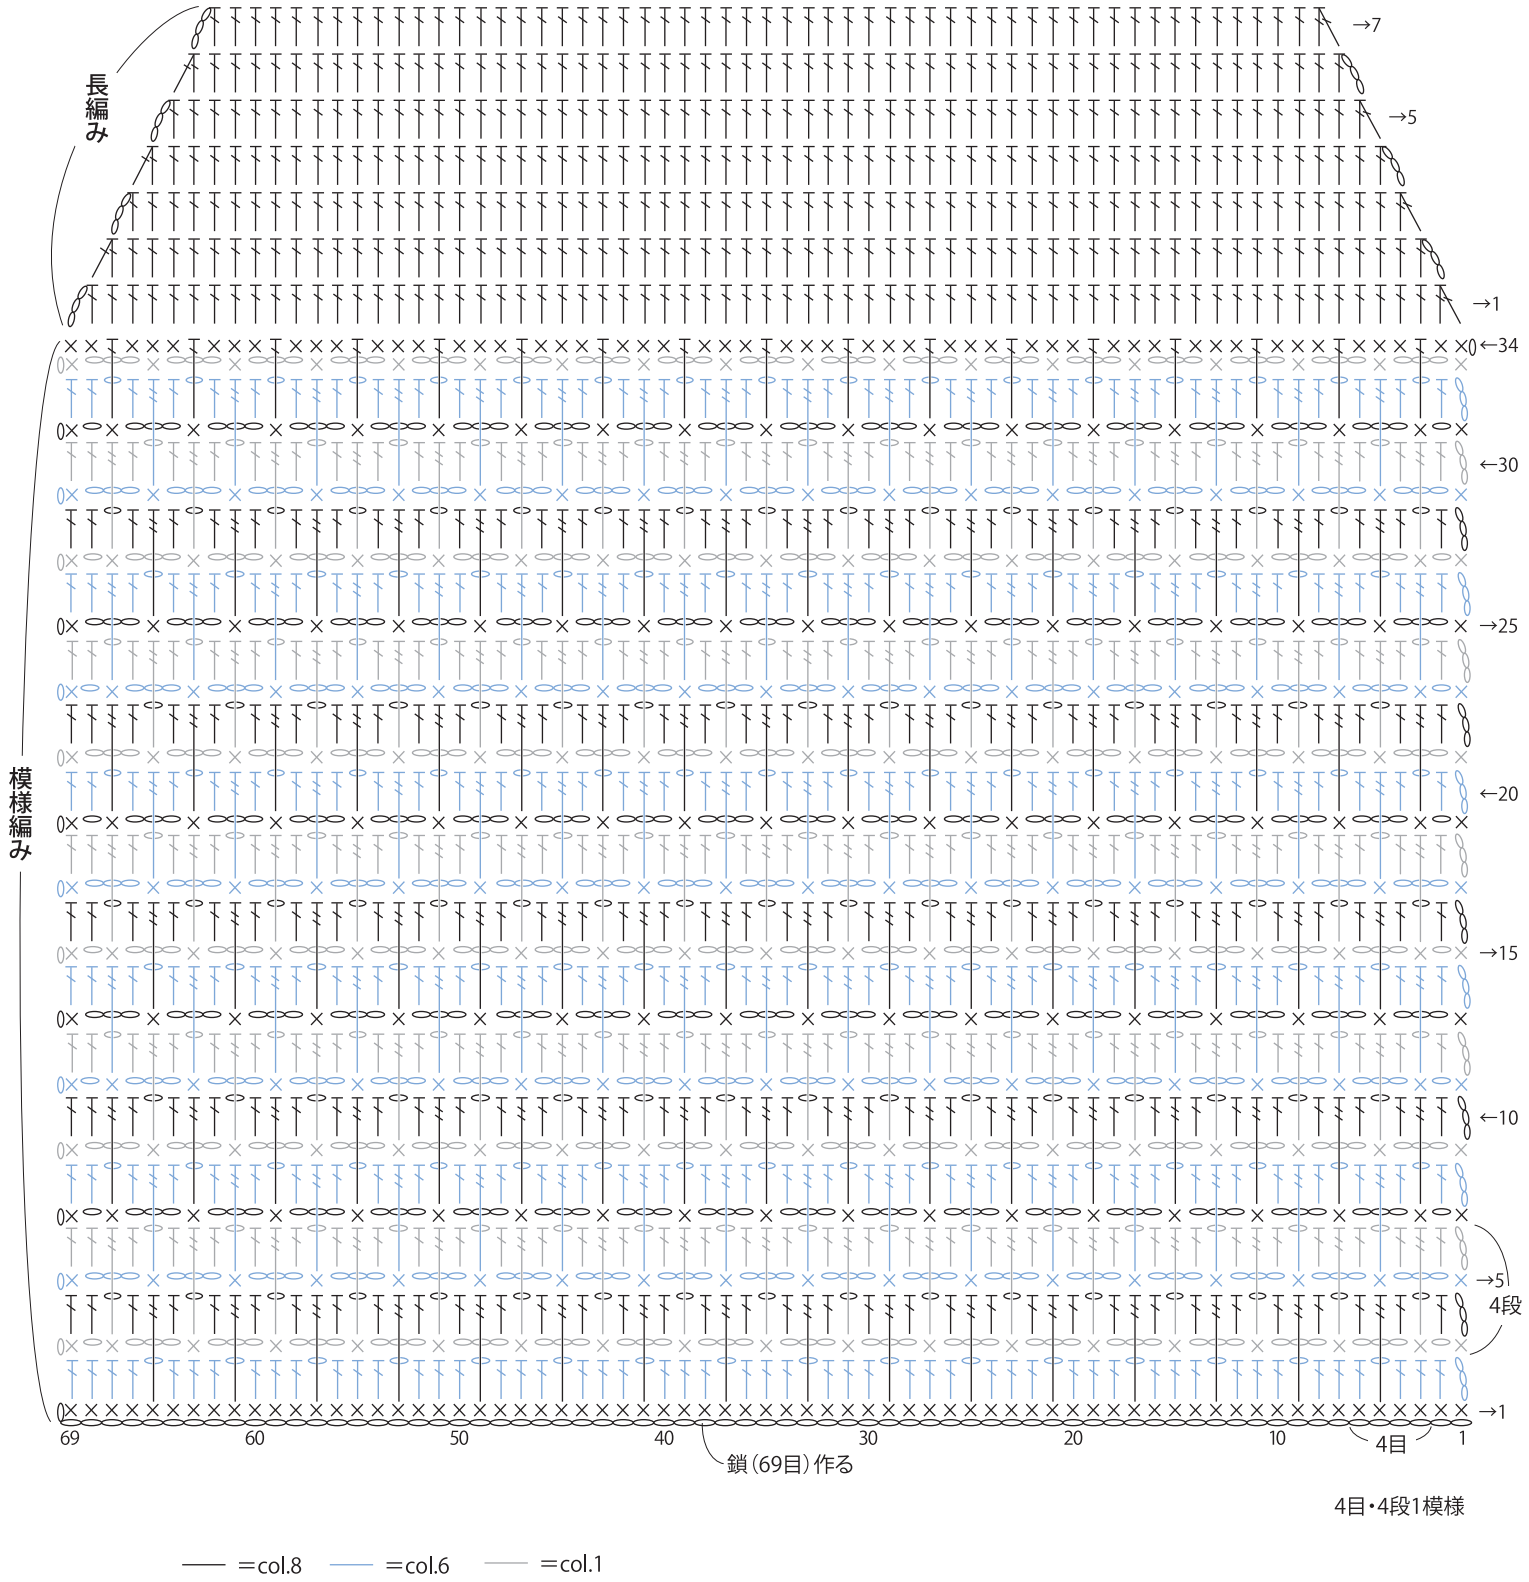 →7
長編み
→5
→1
←34
←30
→25
模様編み
←20
→15
←10
→5
4段
→1
69 60 50 40 30 20 10 1
4目
鎖（69目）作る
4目・4段1模様
=col.8 =col.6 =col.1